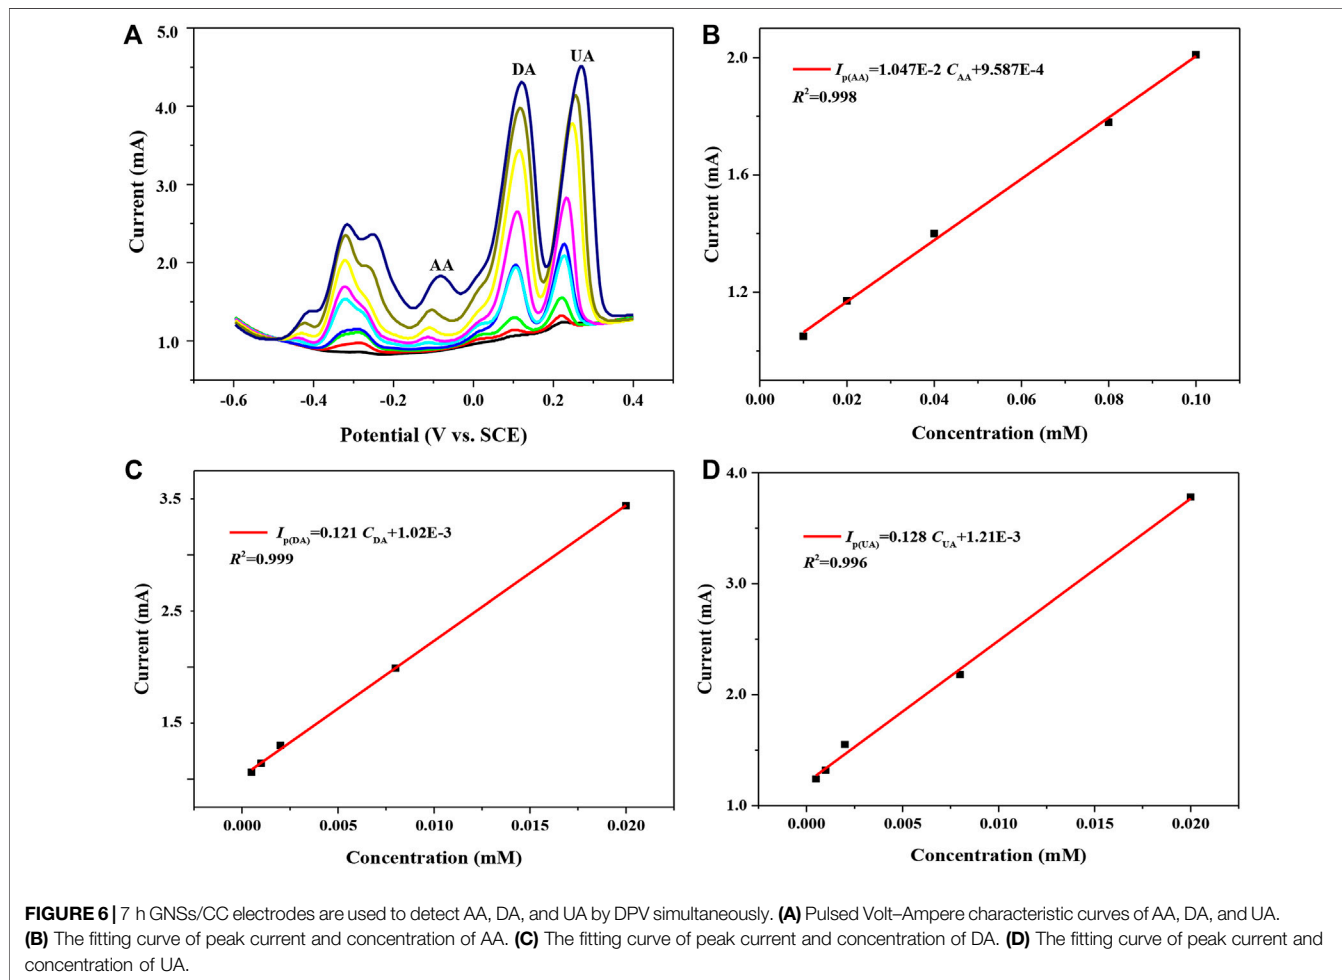 A
5.0
4.0
3.0
2.0
1.0
Current (mA)
AA
DA
UA
-0.6 -0.4 -0.2 0.0 0.2 0.4
Potential (V vs. SCE)
B
2.0
1.6
1.2
Current (mA)
I p(AA)=1.047E-2 C AA+9.587E-4
R²=0.998
0.00 0.02 0.04 0.06 0.08 0.10
Concentration (mM)
C
3.5
2.5
1.5
Current (mA)
I p(DA)=0.121 C DA+1.02E-3
R²=0.999
0.000 0.005 0.010 0.015 0.020
Concentration (mM)
D
4.0
3.0
2.0
1.0
Current (mA)
I p(UA)=0.128 C UA+1.21E-3
R²=0.996
0.000 0.005 0.010 0.015 0.020
Concentration (mM)
FIGURE 6 | 7 h GNSs/CC electrodes are used to detect AA, DA, and UA by DPV simultaneously. (A) Pulsed Volt–Ampere characteristic curves of AA, DA, and UA.
(B) The fitting curve of peak current and concentration of AA. (C) The fitting curve of peak current and concentration of DA. (D) The fitting curve of peak current and
concentration of UA.